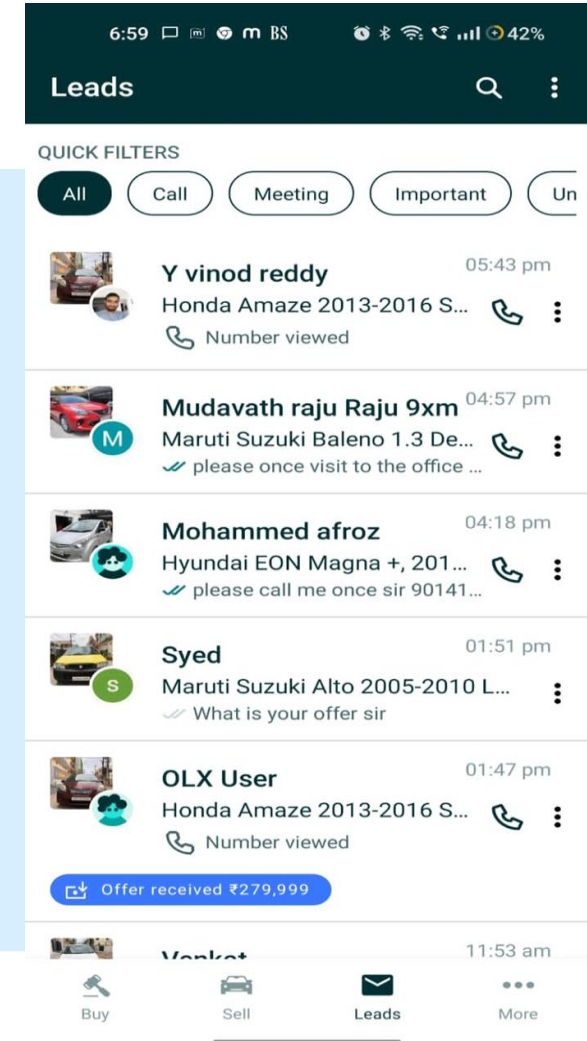 6:59 m m BS 42%
Leads
QUICK FILTERS
All Call Meeting Important Un
Y vinod reddy 05:43 pm
Honda Amaze 2013-2016 S...
Number viewed
Mudavath raju Raju 9xm 04:57 pm
M
Maruti Suzuki Baleno 1.3 De...
please once visit to the office ...
Mohammed afroz 04:18 pm
Hyundai EON Magna +, 201...
please call me once sir 90141...
Syed 01:51 pm
S
Maruti Suzuki Alto 2005-2010 L...
What is your offer sir
OLX User 01:47 pm
Honda Amaze 2013-2016 S...
Number viewed
Offer received ₹279,999
Venkat 11:53 am
Buy Sell Leads More